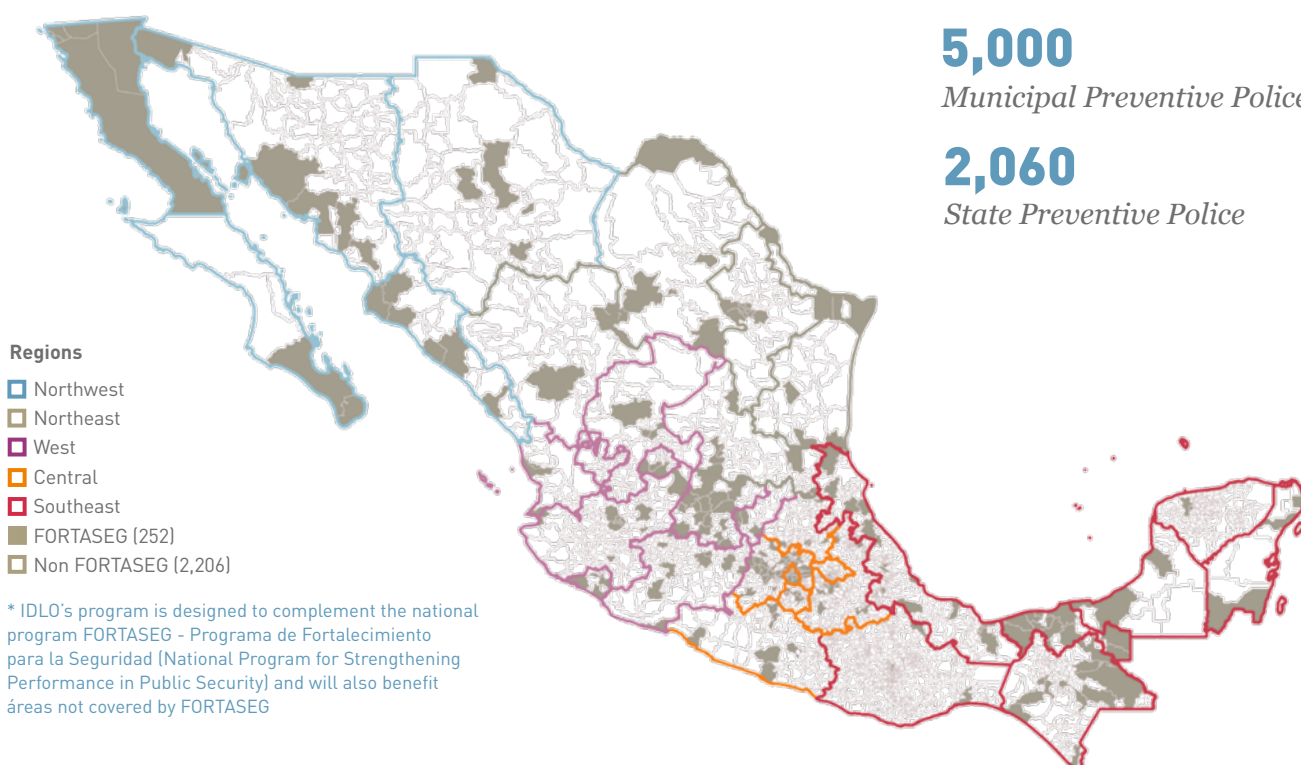 5,000
Municipal Preventive Police
2,060
State Preventive Police
Regions
Northwest
Northeast
West
Central
Southeast
FORTASEG (252)
Non FORTASEG (2,206)
* IDLO's program is designed to complement the national
program FORTASEG - Programa de Fortalecimiento
para la Seguridad (National Program for Strengthening
Performance in Public Security) and will also benefit
áreas not covered by FORTASEG